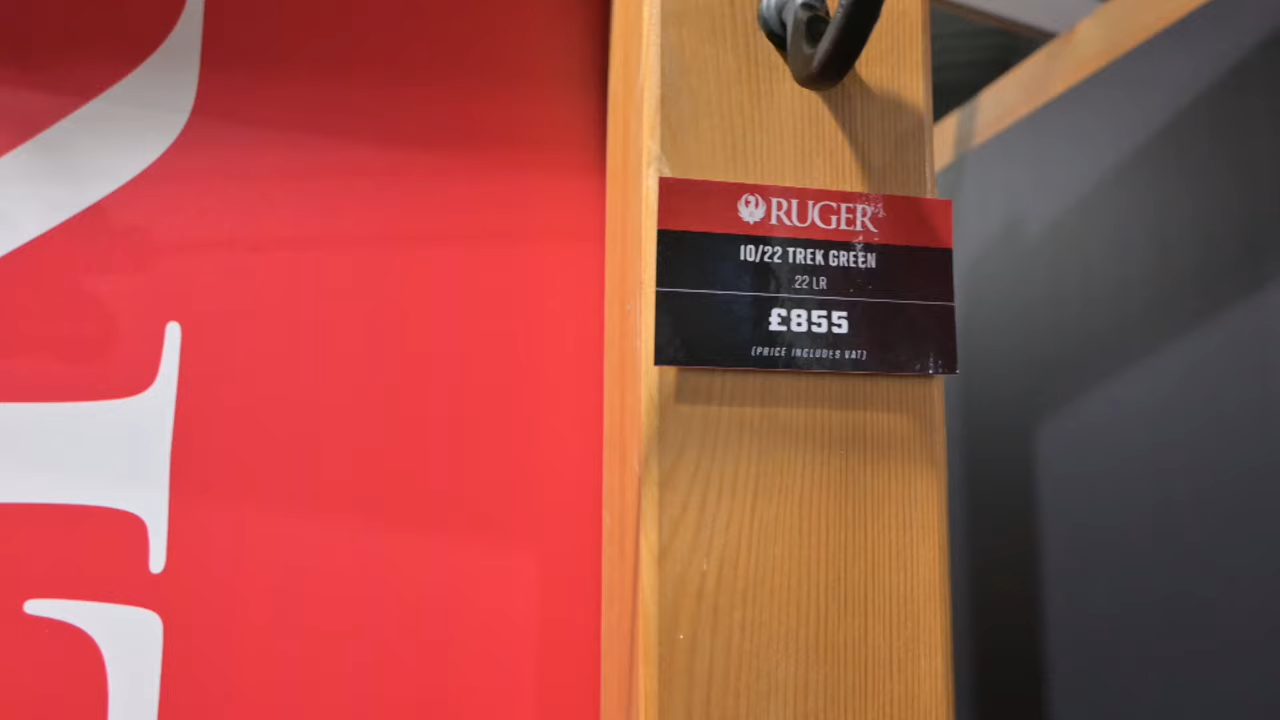 RUGER
10/22 TREK GREEN
.22 LR
£855
(PRICE INCLUDES VAT)